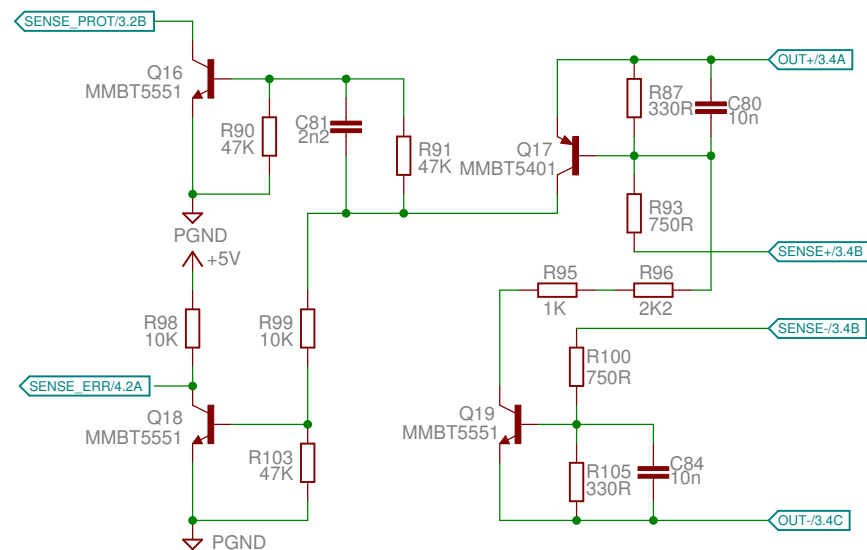 SENSE_PROT/3.2B
OUT+/3.4A
Q16
MMBT5551
R87
330R
C80
10n
R90
47K
C81
2n2
R91
47K
Q17
MMBT5401
R93
750R
PGND
+5V
SENSE+/3.4B
R95
1K
R96
2K2
R98
10K
R99
10K
SENSE-/3.4B
R100
750R
SENSE_ERR/4.2A
Q18
MMBT5551
Q19
MMBT5551
R103
47K
R105
330R
C84
10n
OUT-/3.4C
PGND